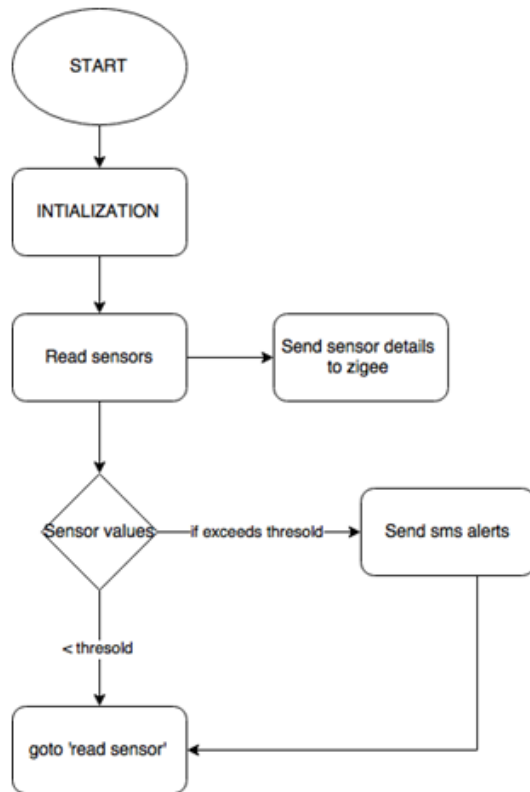 START
INTIALIZATION
Read sensors
Send sensor details
to zigee
Sensor values
if exceeds thresold
Send sms alerts
< thresold
goto 'read sensor'